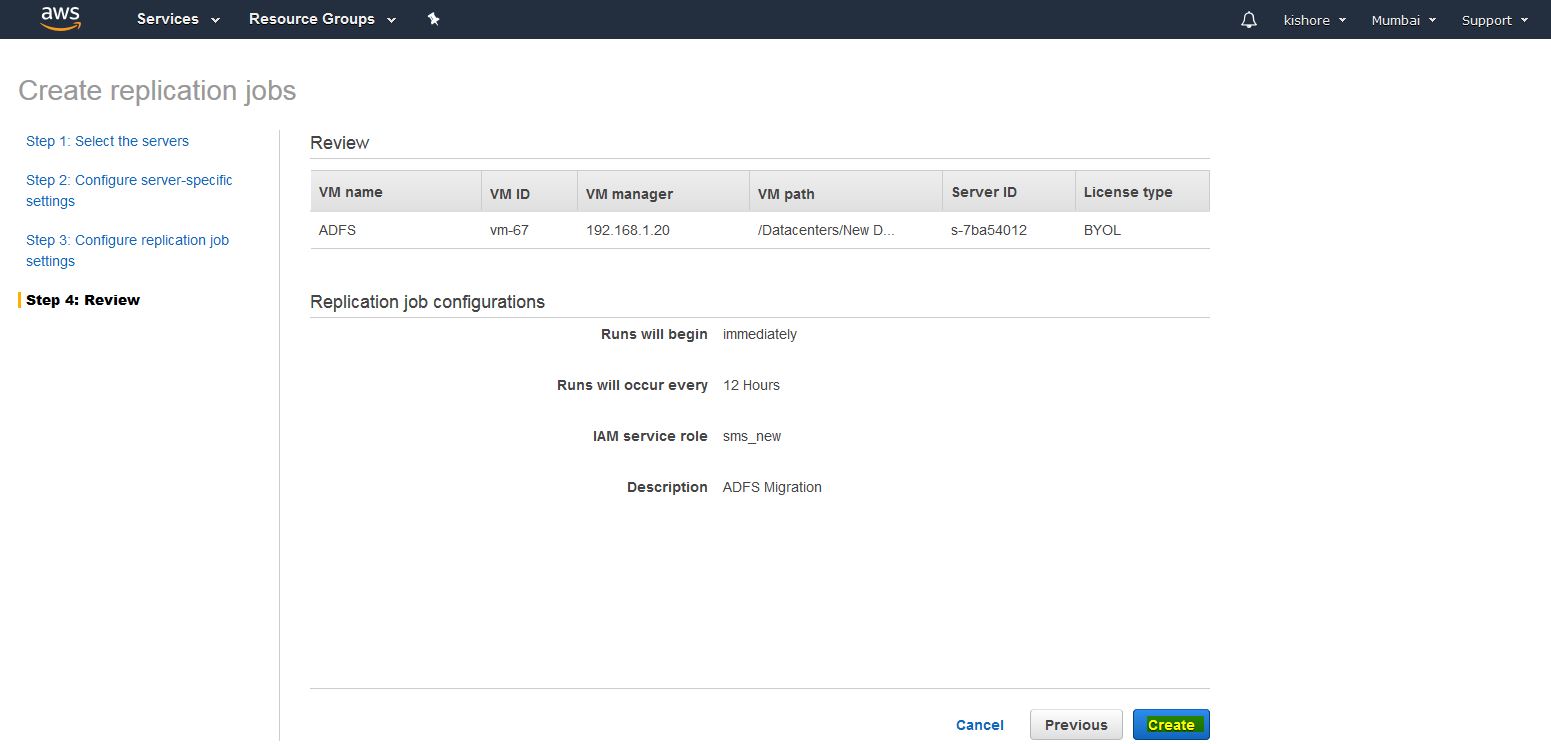 aws Services Resource Groups kishore Mumbai Support
Create replication jobs
Step 1: Select the servers
Step 2: Configure server-specific
settings
Step 3: Configure replication job
settings
Step 4: Review
Review
VM name VM ID VM manager VM path Server ID License type
ADFS vm-67 192.168.1.20 /Datacenters/New D... s-7ba54012 BYOL
Replication job configurations
Runs will begin immediately
Runs will occur every 12 Hours
IAM service role sms_new
Description ADFS Migration
Cancel Previous Create